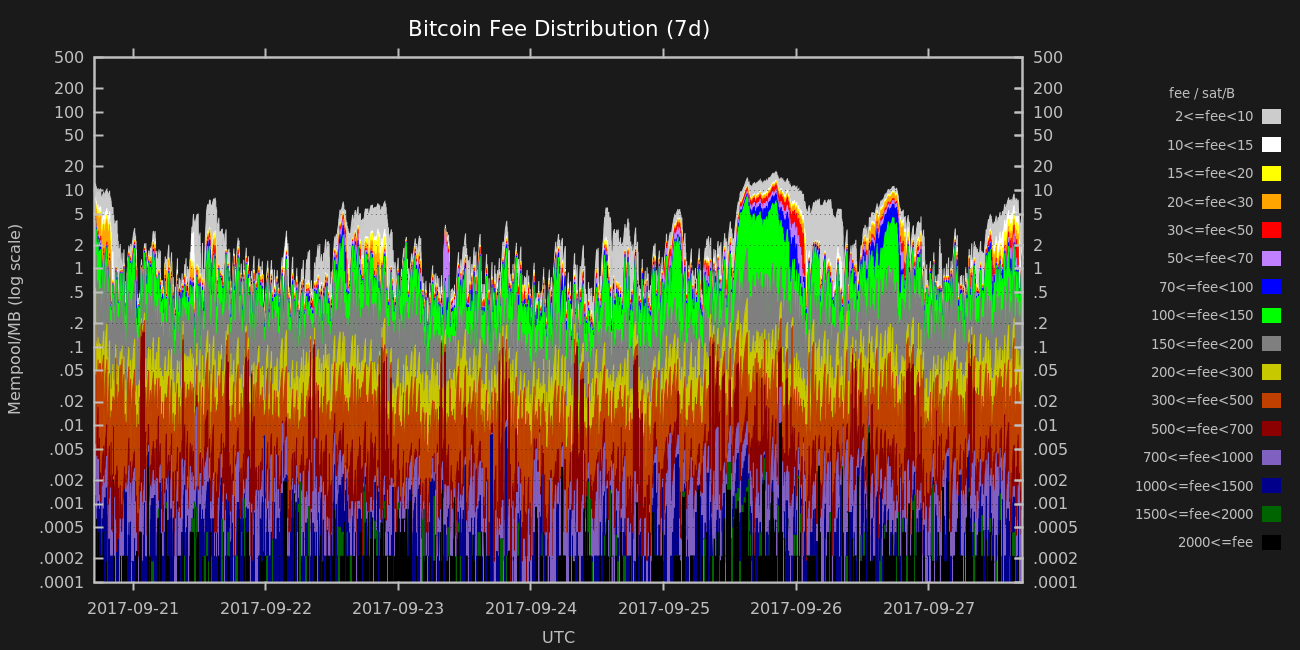 Bitcoin Fee Distribution (7d)
500 500
200 200
100 100
50 50
20 20
10 10
5 5
2 2
1 1
.5 .5
.2 .2
.1 .1
.05 .05
.02 .02
.01 .01
.005 .005
.002 .002
.001 .001
.0005 .0005
.0002 .0002
.0001 .0001
Mempool/MB (log scale)
2017-09-21 2017-09-22 2017-09-23 2017-09-24 2017-09-25 2017-09-26 2017-09-27
UTC
fee / sat/B
2<=fee<10
10<=fee<15
15<=fee<20
20<=fee<30
30<=fee<50
50<=fee<70
70<=fee<100
100<=fee<150
150<=fee<200
200<=fee<300
300<=fee<500
500<=fee<700
700<=fee<1000
1000<=fee<1500
1500<=fee<2000
2000<=fee